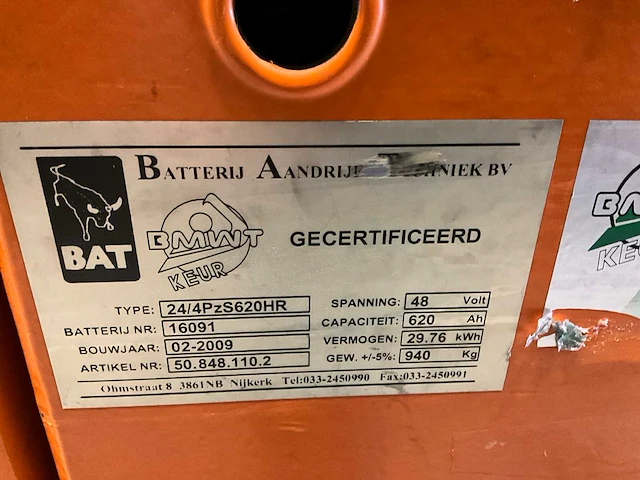 BATTERIJ AANDRIJF TECHNIEK BV
BAT
BMWT
KEUR
GECERTIFICEERD
TYPE: 24/4PzS620HR
BATTERIJ NR: 16091
BOUWJAAR: 02-2009
ARTIKEL NR: 50.848.110.2
SPANNING: 48 Volt
CAPACITEIT: 620 Ah
VERMOGEN: 29.76 kWh
GEW. +/-5%: 940 Kg
Ohmstraat 8 3861NB Nijkerk Tel:033-2450990 Fax:033-2450991